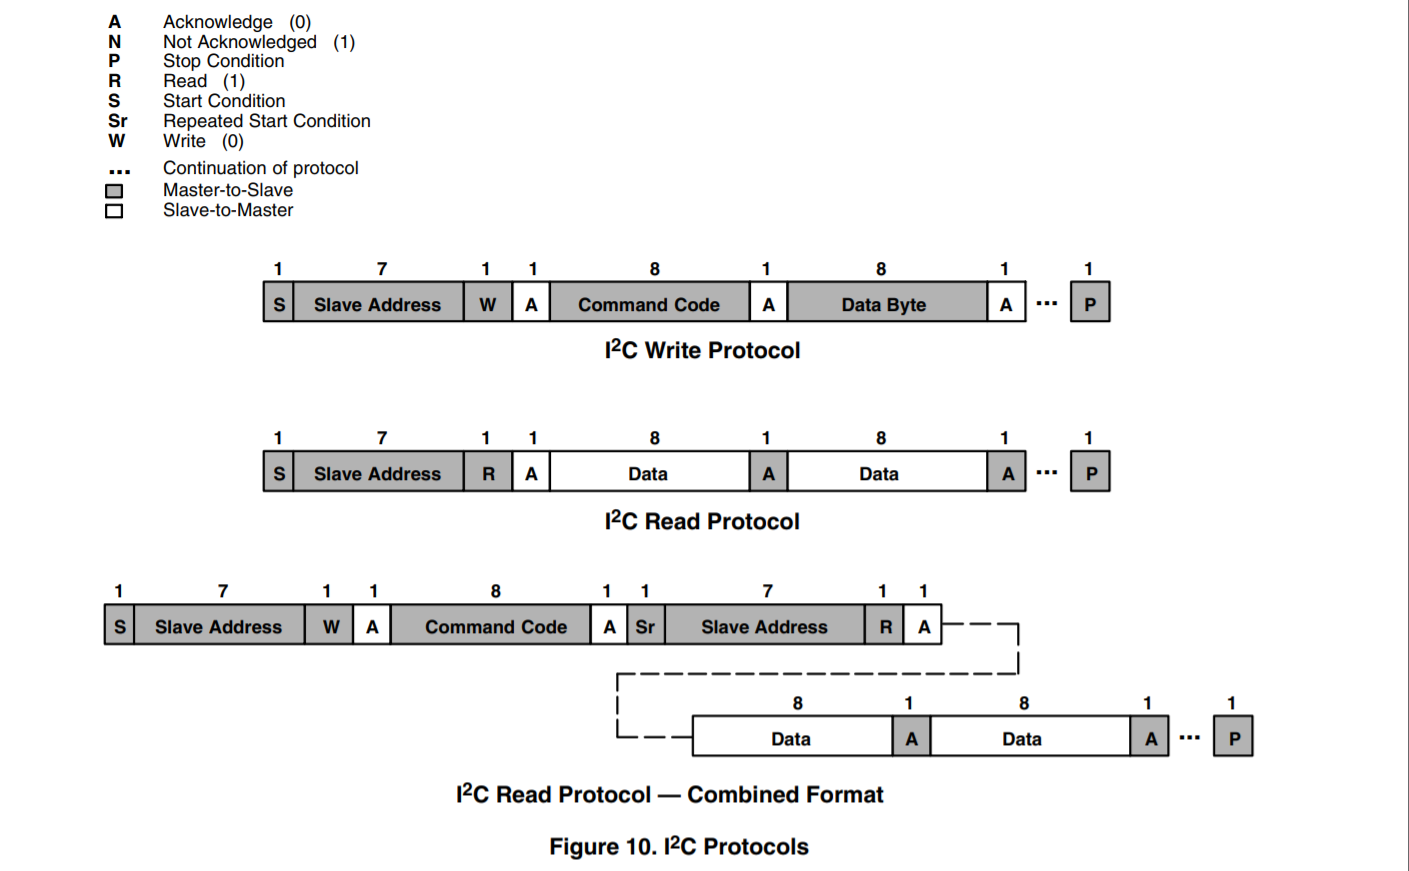 A Acknowledge (0)
N Not Acknowledged (1)
P Stop Condition
R Read (1)
S Start Condition
Sr Repeated Start Condition
W Write (0)
... Continuation of protocol
Master-to-Slave
Slave-to-Master
1 7 1 1 8 1 8 1 1
S Slave Address W A Command Code A Data Byte A ... P
I2C Write Protocol
1 7 1 1 8 1 8 1 1
S Slave Address R A Data A Data A ... P
I2C Read Protocol
1 7 1 1 8 1 1 7 1 1
S Slave Address W A Command Code A Sr Slave Address R A
8 1 8 1 1
Data A Data A ... P
I2C Read Protocol — Combined Format
Figure 10. I2C Protocols